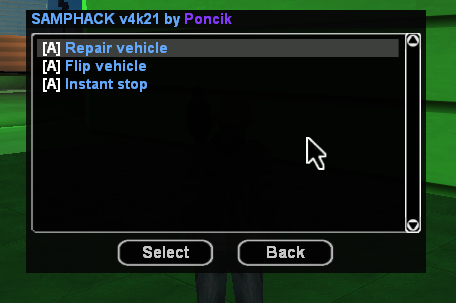 SAMPHACK v4k21 by Poncik
[A] Repair vehicle
[A] Flip vehicle
[A] Instant stop
Select Back